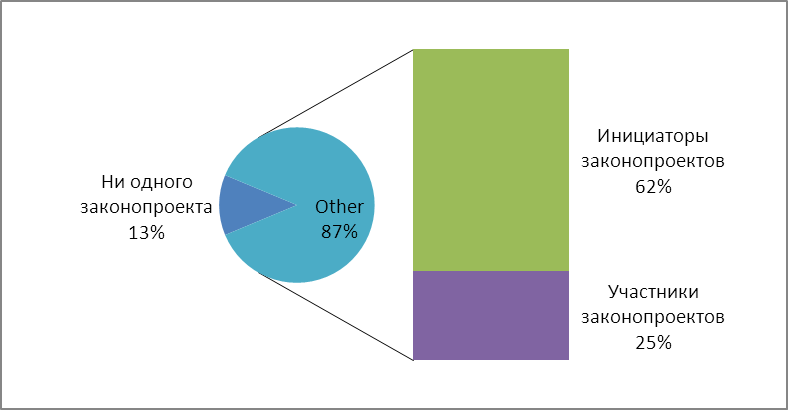 Ни одного
законопроекта
13%
Other
87%
Инициаторы
законопроектов
62%
Участники
законопроектов
25%